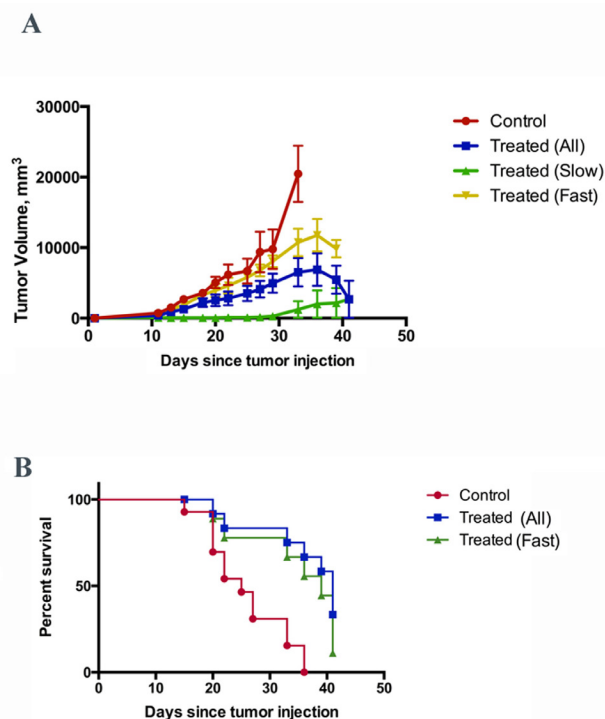 A
30000
20000
10000
0
Tumor Volume, mm3
0 10 20 30 40 50
Days since tumor injection
Control
Treated (All)
Treated (Slow)
Treated (Fast)
B
100
50
0
Percent survival
0 10 20 30 40 50
Days since tumor injection
Control
Treated (All)
Treated (Fast)